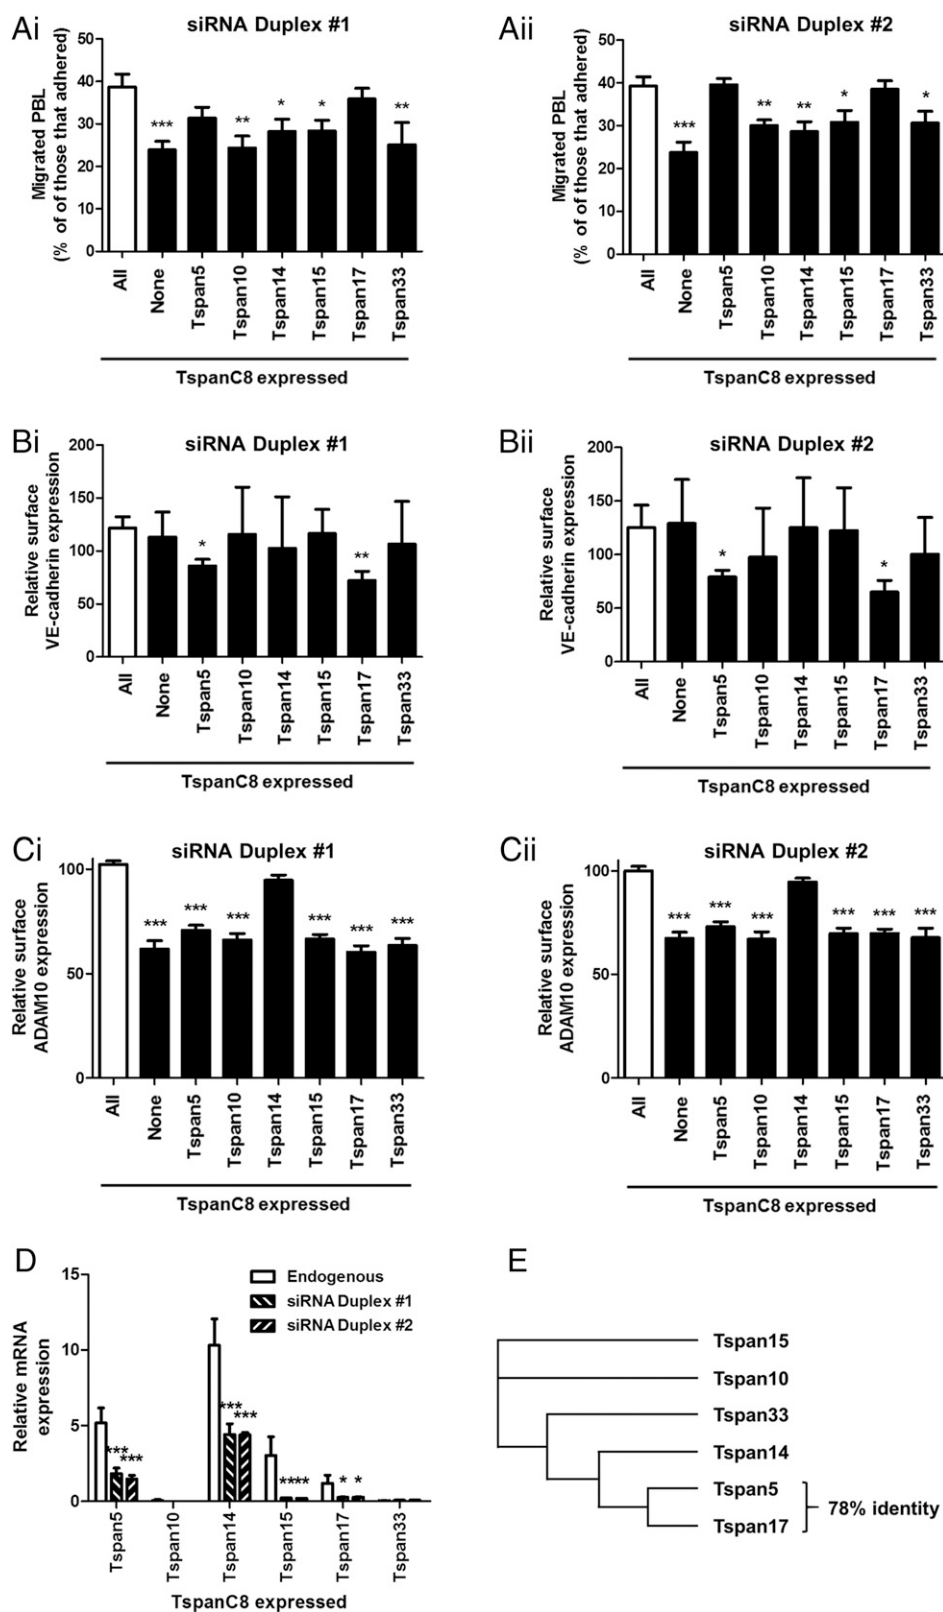 Ai
siRNA Duplex #1
Migrated PBL
(% of of those that adhered)
50
40
30
20
10
0
***
**
*
*
**
All
None
Tspan5
Tspan10
Tspan14
Tspan15
Tspan17
Tspan33
TspanC8 expressed
Aii
siRNA Duplex #2
Migrated PBL
(% of of those that adhered)
50
40
30
20
10
0
***
**
**
*
*
All
None
Tspan5
Tspan10
Tspan14
Tspan15
Tspan17
Tspan33
TspanC8 expressed
Bi
siRNA Duplex #1
Relative surface
VE-cadherin expression
200
150
100
50
0
*
**
All
None
Tspan5
Tspan10
Tspan14
Tspan15
Tspan17
Tspan33
TspanC8 expressed
Bii
siRNA Duplex #2
Relative surface
VE-cadherin expression
200
150
100
50
0
*
*
All
None
Tspan5
Tspan10
Tspan14
Tspan15
Tspan17
Tspan33
TspanC8 expressed
Ci
siRNA Duplex #1
Relative surface
ADAM10 expression
100
50
0
***
***
***
***
***
***
All
None
Tspan5
Tspan10
Tspan14
Tspan15
Tspan17
Tspan33
TspanC8 expressed
Cii
siRNA Duplex #2
Relative surface
ADAM10 expression
100
50
0
***
***
***
***
***
***
All
None
Tspan5
Tspan10
Tspan14
Tspan15
Tspan17
Tspan33
TspanC8 expressed
D
Relative mRNA
expression
15
10
5
0
Endogenous
siRNA Duplex #1
siRNA Duplex #2
***
***
***
***
****
*
*
Tspan5
Tspan10
Tspan14
Tspan15
Tspan17
Tspan33
TspanC8 expressed
E
Tspan15
Tspan10
Tspan33
Tspan14
Tspan5
Tspan17
78% identity